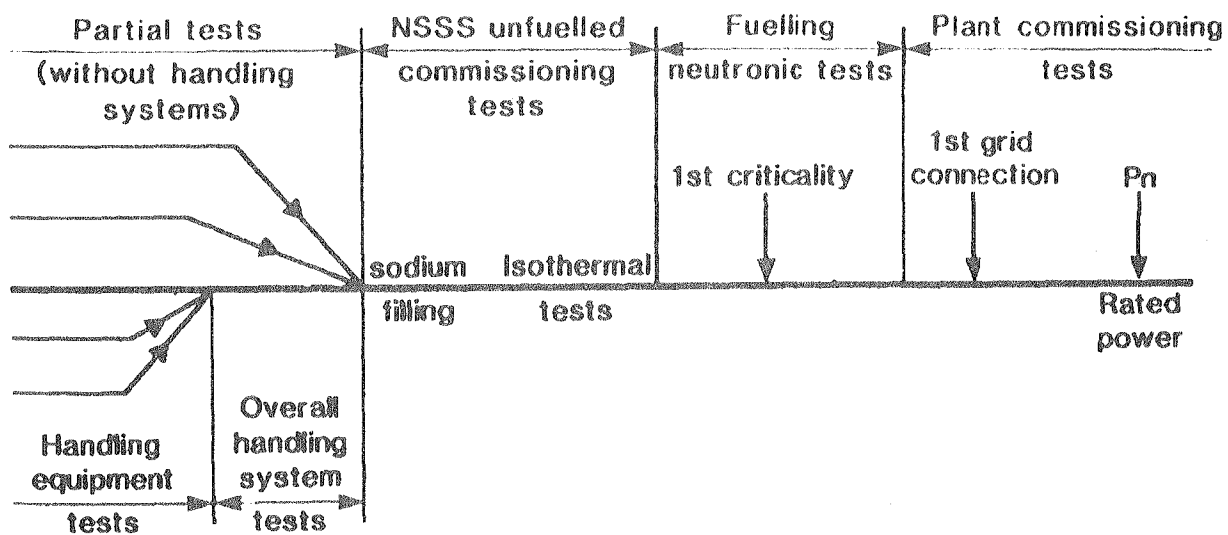 Partial tests
(without handling
systems)
NSSS unfuelled
commissioning
tests
Fuelling
neutronic tests
Plant commissioning
tests
1st criticality
1st grid
connection
Pn
sodium
filling
Isothermal
tests
Rated
power
Handling
equipment
tests
Overall
handling
system
tests